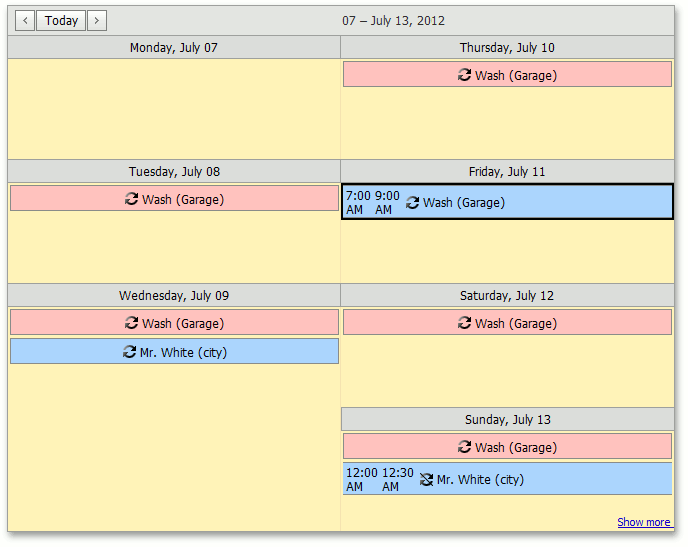 < Today > 07 – July 13, 2012
Monday, July 07
Tuesday, July 08
Wash (Garage)
Wednesday, July 09
Wash (Garage)
Mr. White (city)
Thursday, July 10
Wash (Garage)
Friday, July 11
7:00 9:00
AM AM
Wash (Garage)
Saturday, July 12
Wash (Garage)
Sunday, July 13
Wash (Garage)
12:00 12:30
AM AM
Mr. White (city)
Show more